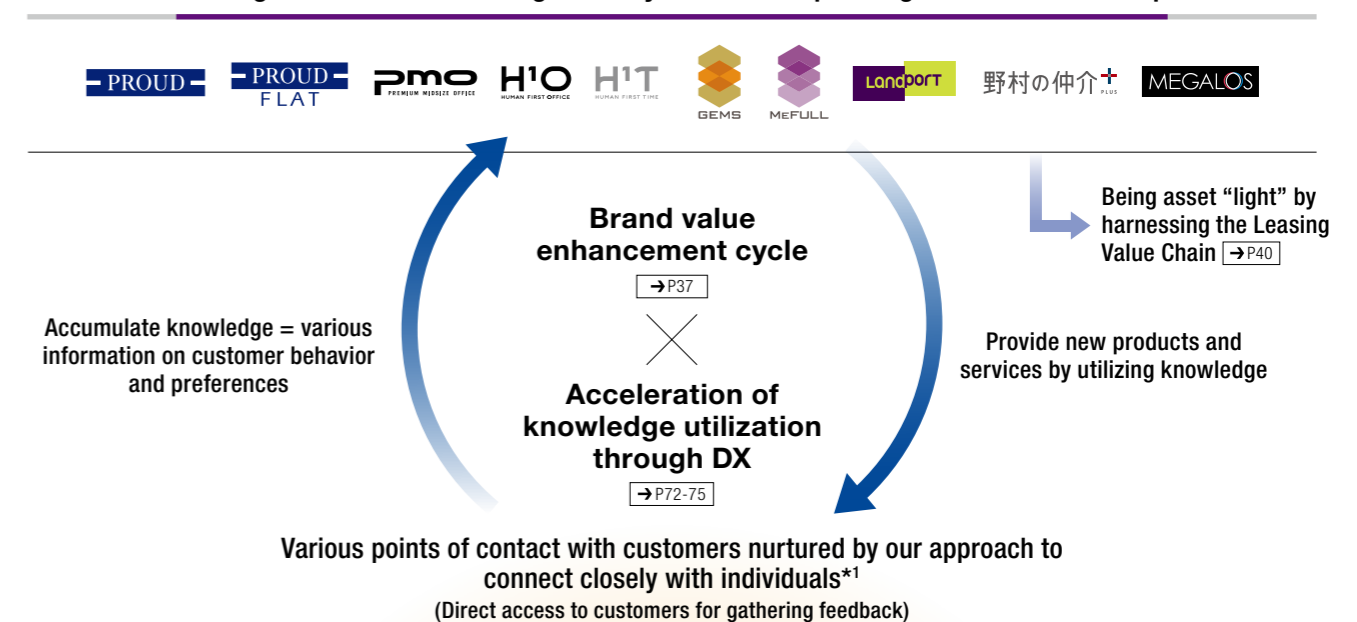 PROUD
PROUD
FLAT
PMO
PREMIUM MIDSIZE OFFICE
H¹O
HUMAN FIRST OFFICE
H¹T
HUMAN FIRST TIME
GEMS
MEFULL
Landport
野村の仲介+
PLUS
MEGALOS
Being asset “light” by
harnessing the Leasing
Value Chain →P40
Brand value
enhancement cycle
→P37
Accumulate knowledge = various
information on customer behavior
and preferences
Provide new products and
services by utilizing knowledge
Acceleration of
knowledge utilization
through DX
→P72-75
Various points of contact with customers nurtured by our approach to
connect closely with individuals*1
(Direct access to customers for gathering feedback)